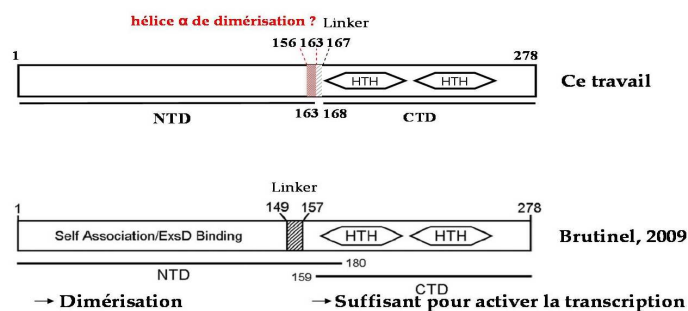 hélice α de dimérisation ? Linker
156 163 167
1 278
HTH HTH
Ce travail
NTD 163 168 CTD
Linker
1 149 157 278
Self Association/ExsD Binding HTH HTH
Brutinel, 2009
NTD 180
159 CTD
→ Dimérisation → Suffisant pour activer la transcription